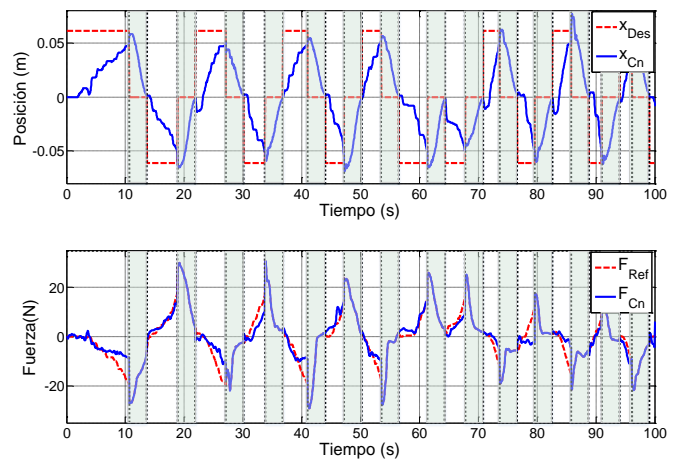 0.05
0
-0.05
Posición (m)
x_Des
x_Cn
0 10 20 30 40 50 60 70 80 90 100
Tiempo (s)
20
0
-20
Fuerza(N)
F_Ref
F_Cn
0 10 20 30 40 50 60 70 80 90 100
Tiempo (s)